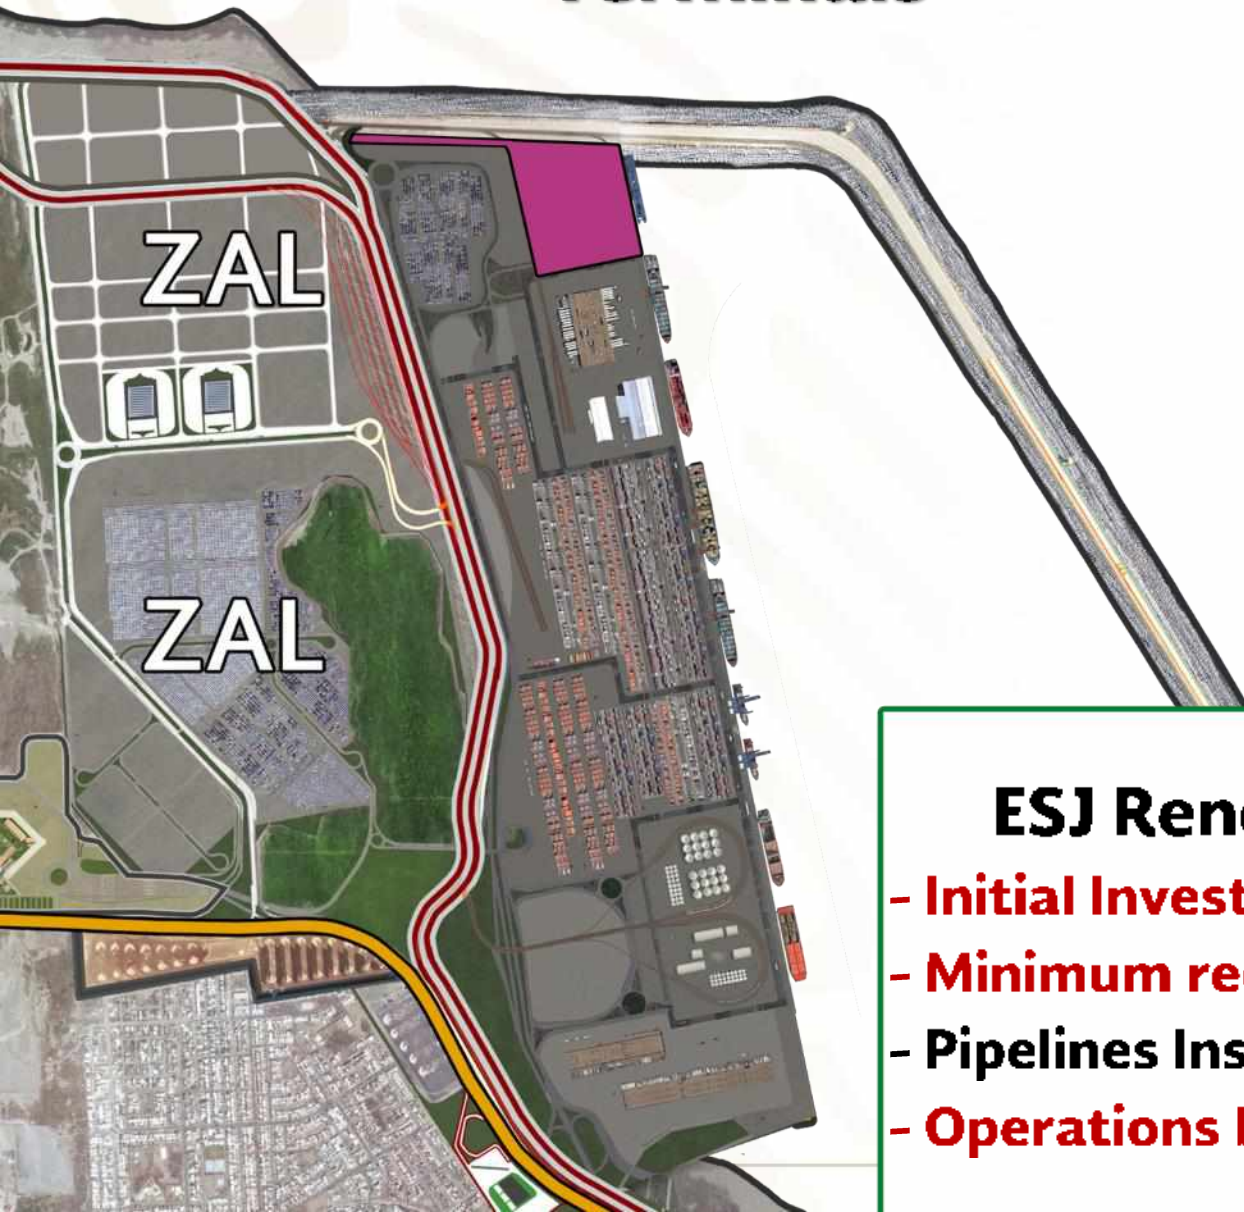 ZAL
ZAL
ESJ Ren
- Initial Invest
- Minimum re
- Pipelines Ins
- Operations